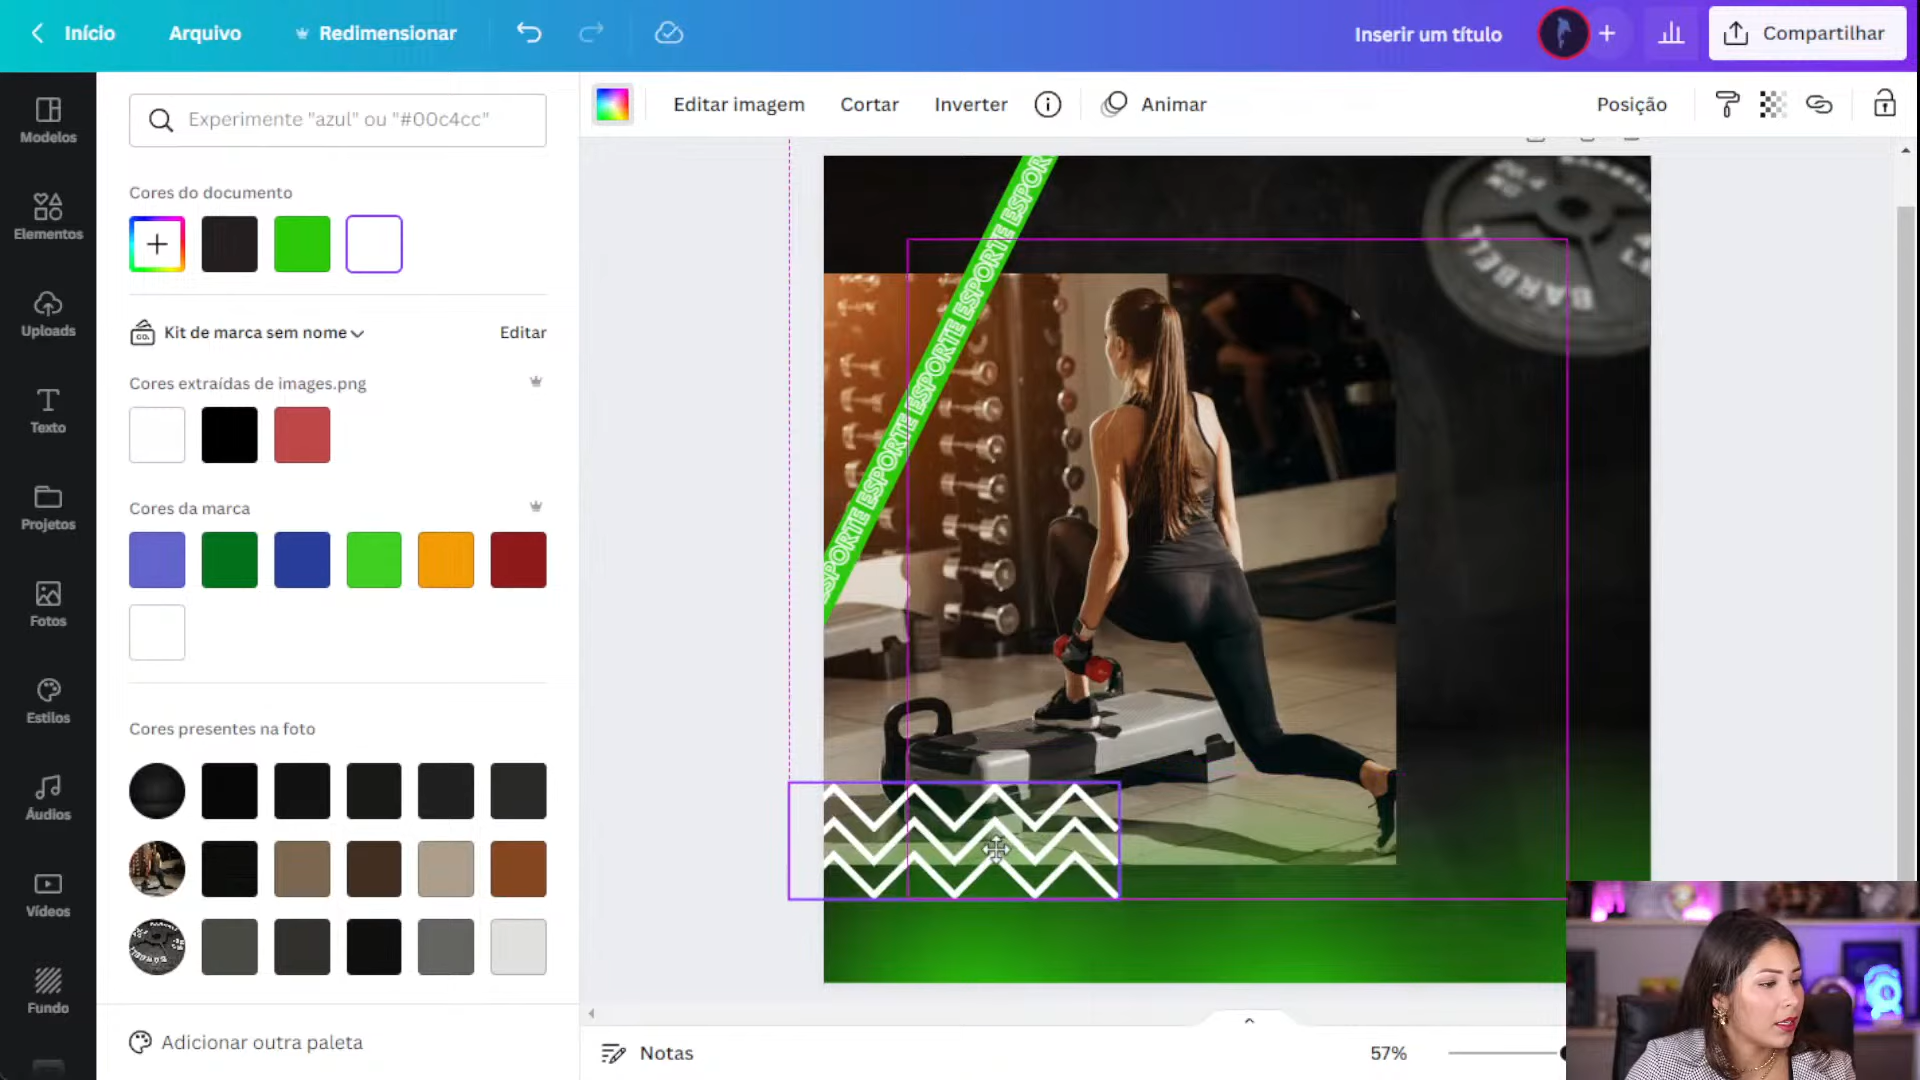 Início
Arquivo
Redimensionar
Inserir um título
Compartilhar
Modelos
Elementos
Uploads
Texto
Projetos
Fotos
Estilos
Áudios
Vídeos
Fundo
Experimente "azul" ou "#00c4cc"
Cores do documento
Kit de marca sem nome
Editar
Cores extraídas de images.png
Cores da marca
Cores presentes na foto
Adicionar outra paleta
Editar imagem
Cortar
Inverter
Animar
Posição
ESPORTE ESPORTE ESPORTE ESPORTE ESPOR
BARBELL
Notas
57%